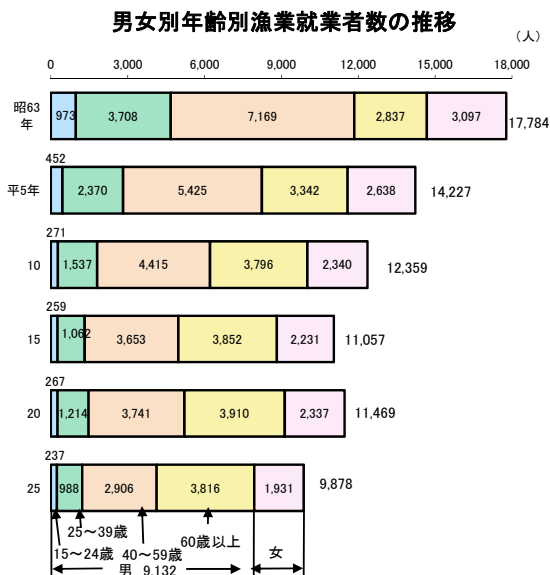 男女別年齢別漁業就業者数の推移
（人）
0 3,000 6,000 9,000 12,000 15,000 18,000
昭63年 973 3,708 7,169 2,837 3,097 17,784
452
平5年 2,370 5,425 3,342 2,638 14,227
271
10 1,537 4,415 3,796 2,340 12,359
259
15 1,062 3,653 3,852 2,231 11,057
267
20 1,214 3,741 3,910 2,337 11,469
237
25 988 2,906 3,816 1,931 9,878
25～39歳 60歳以上
15～24歳 40～59歳 女
男 9,132